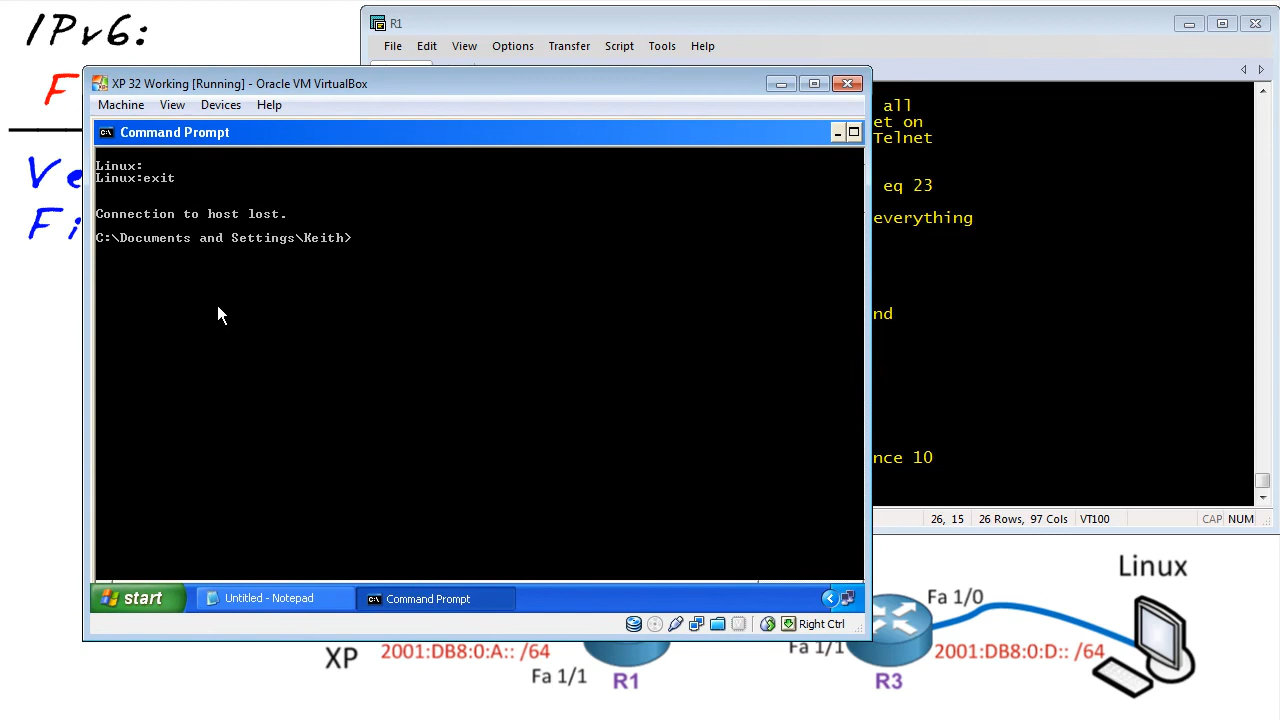 IPv6:
F
Ve
Fi
R1
File Edit View Options Transfer Script Tools Help
all
et on
Telnet
eq 23
everything
nd
nce 10
26, 15 26 Rows, 97 Cols VT100 CAP NUM
XP 32 Working [Running] - Oracle VM VirtualBox
Machine View Devices Help
Command Prompt
Linux:
Linux:exit
Connection to host lost.
C:\Documents and Settings\Keith>
start Untitled - Notepad Command Prompt
Right Ctrl
Linux
Fa 1/0
XP 2001:DB8:0:A:: /64 Fa 1/1 2001:DB8:0:D:: /64
Fa 1/1 R1 R3